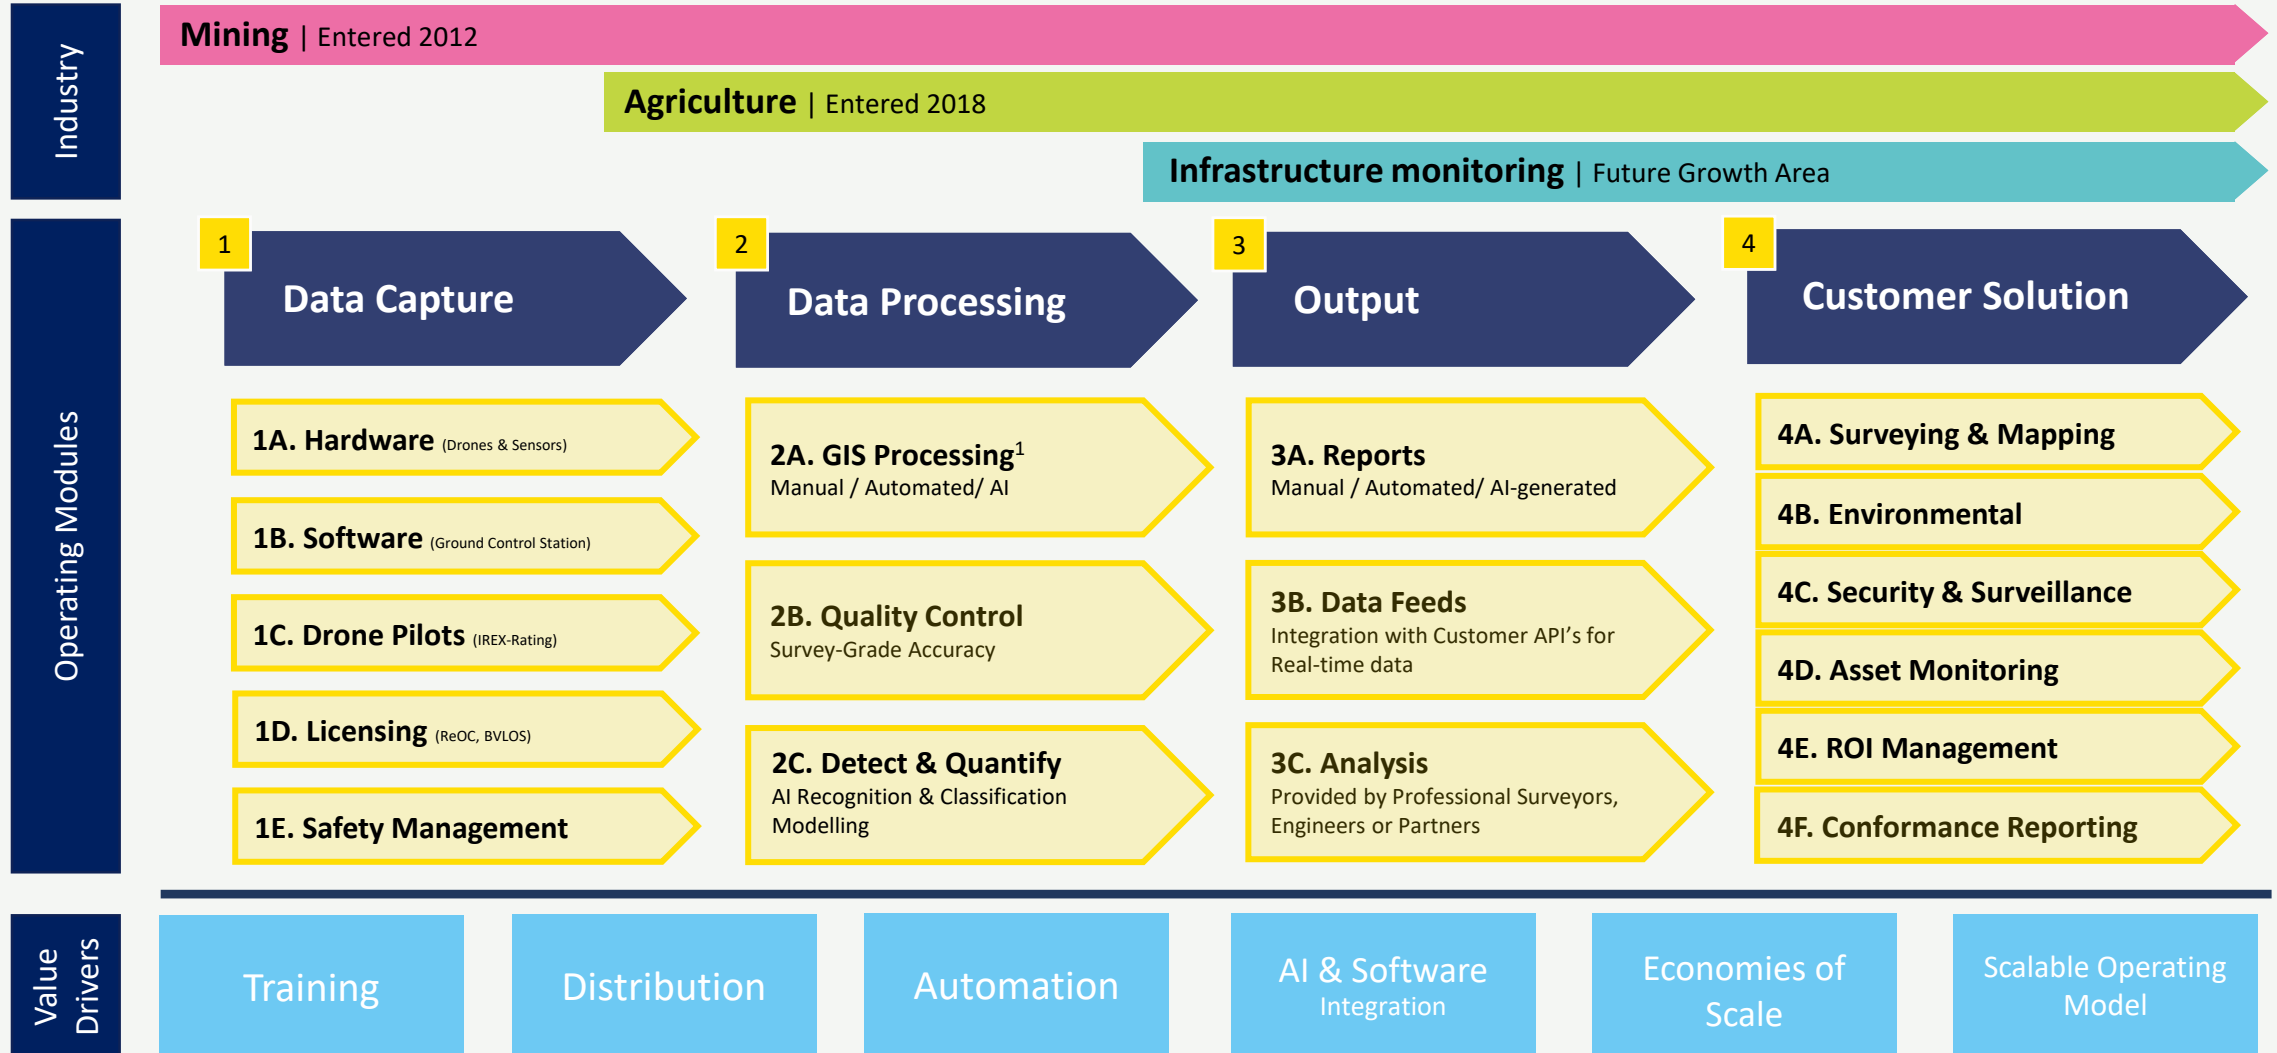 Industry
Mining | Entered 2012
Agriculture | Entered 2018
Infrastructure monitoring | Future Growth Area
Operating Modules
1
Data Capture
1A. Hardware (Drones & Sensors)
1B. Software (Ground Control Station)
1C. Drone Pilots (IREX-Rating)
1D. Licensing (ReOC, BVLOS)
1E. Safety Management
2
Data Processing
2A. GIS Processing¹
Manual / Automated/ AI
2B. Quality Control
Survey-Grade Accuracy
2C. Detect & Quantify
AI Recognition & Classification
Modelling
3
Output
3A. Reports
Manual / Automated/ AI-generated
3B. Data Feeds
Integration with Customer API’s for
Real-time data
3C. Analysis
Provided by Professional Surveyors,
Engineers or Partners
4
Customer Solution
4A. Surveying & Mapping
4B. Environmental
4C. Security & Surveillance
4D. Asset Monitoring
4E. ROI Management
4F. Conformance Reporting
Value
Drivers
Training
Distribution
Automation
AI & Software
Integration
Economies of
Scale
Scalable Operating
Model